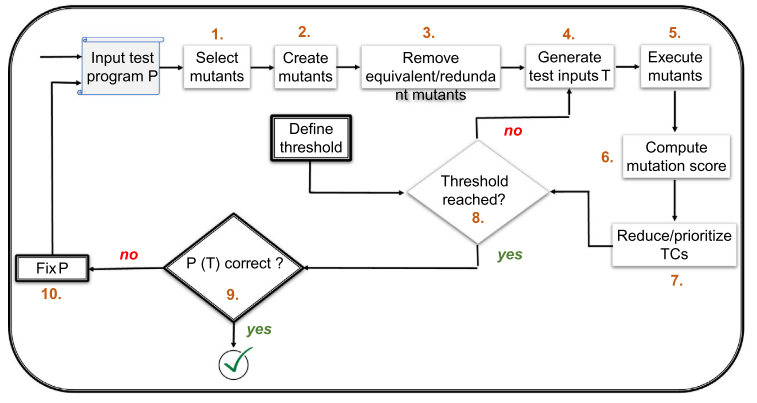 1.
2.
3.
4.
5.
Input test
program P
Select
mutants
Create
mutants
Remove
equivalent/redunda
nt mutants
Generate
test inputs T
Execute
mutants
Define
threshold
no
6.
Compute
mutation score
Threshold
reached?
8.
yes
Reduce/prioritize
TCs
7.
no
P (T) correct ?
9.
Fix P
10.
yes